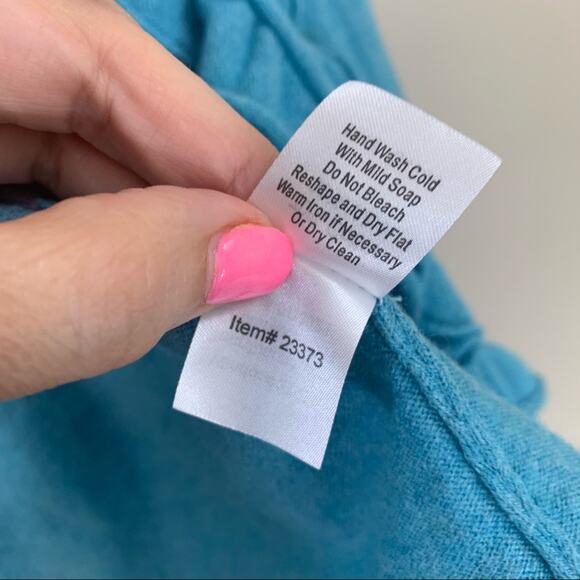 Hand Wash Cold
With Mild Soap
Do Not Bleach
Reshape and Dry Flat
Warm Iron if Necessary
Or Dry Clean
Item# 23373